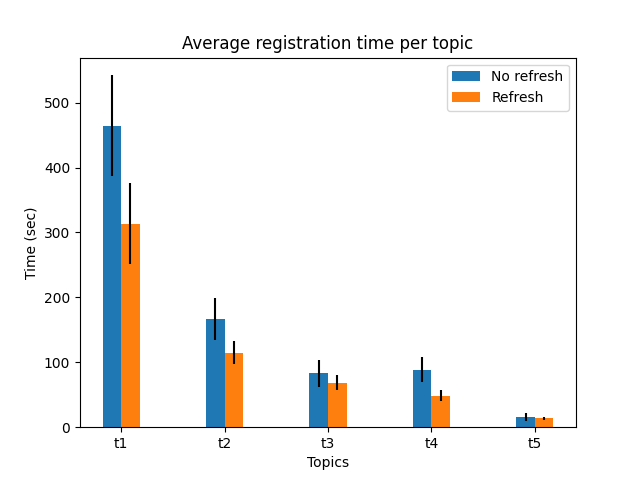 Average registration time per topic
No refresh
Refresh
Time (sec)
500
400
300
200
100
0
t1 t2 t3 t4 t5
Topics